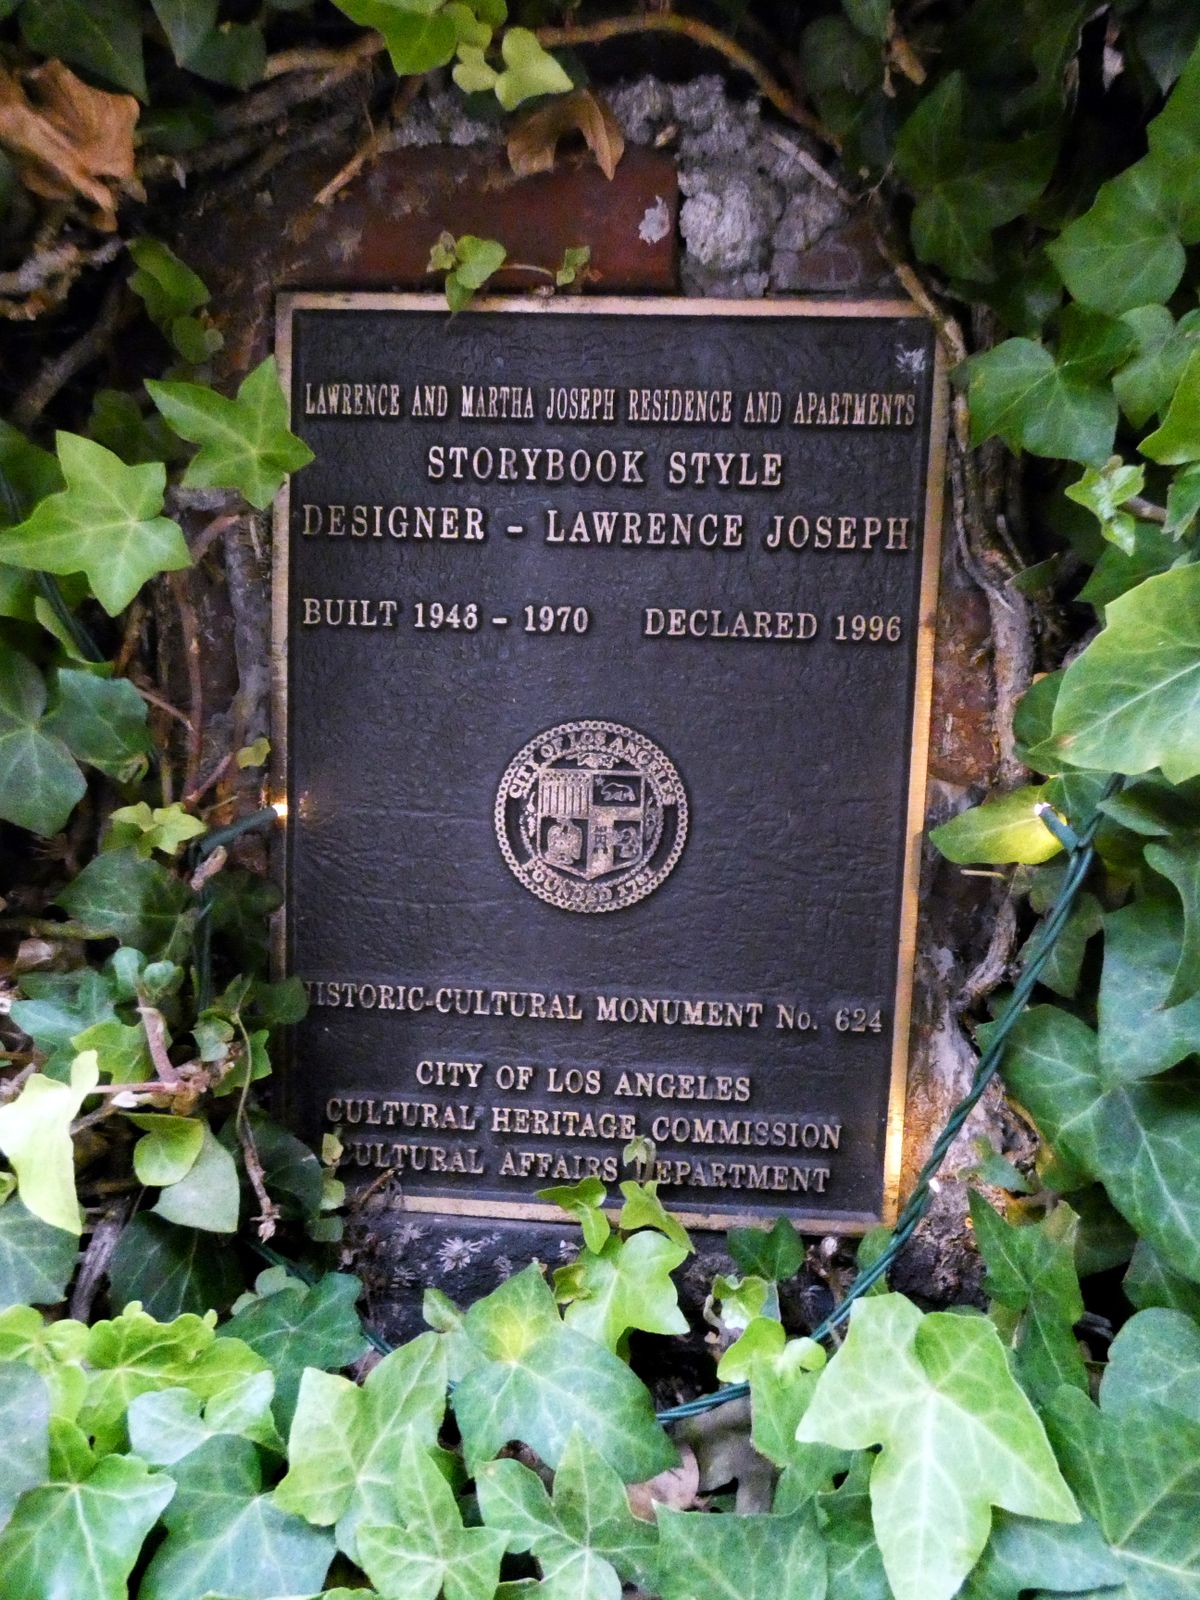 LAWRENCE AND MARTHA JOSEPH RESIDENCE AND APARTMENTS
STORYBOOK STYLE
DESIGNER - LAWRENCE JOSEPH
BUILT 1946 - 1970 DECLARED 1996
CITY OF LOS ANGELES
FOUNDED 1781
HISTORIC-CULTURAL MONUMENT No. 624
CITY OF LOS ANGELES
CULTURAL HERITAGE COMMISSION
CULTURAL AFFAIRS DEPARTMENT